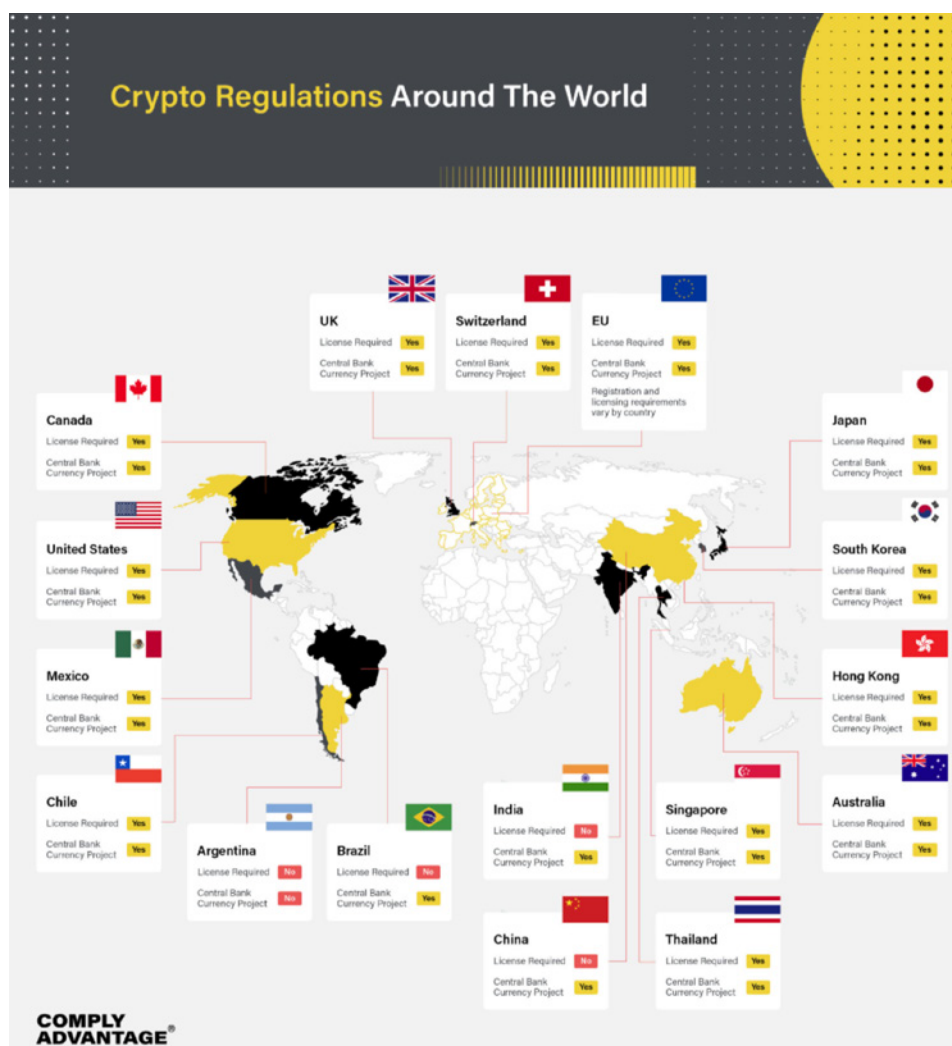 Crypto Regulations Around The World
UK
License Required Yes
Central Bank
Currency Project Yes
Switzerland
License Required Yes
Central Bank
Currency Project Yes
EU
License Required Yes
Central Bank
Currency Project Yes
Registration and
licensing requirements
vary by country
Canada
License Required Yes
Central Bank
Currency Project Yes
Japan
License Required Yes
Central Bank
Currency Project Yes
United States
License Required Yes
Central Bank
Currency Project Yes
South Korea
License Required Yes
Central Bank
Currency Project Yes
Mexico
License Required Yes
Central Bank
Currency Project Yes
Hong Kong
License Required Yes
Central Bank
Currency Project Yes
Chile
License Required Yes
Central Bank
Currency Project Yes
Argentina
License Required No
Central Bank
Currency Project No
Brazil
License Required No
Central Bank
Currency Project Yes
India
License Required No
Central Bank
Currency Project Yes
Singapore
License Required Yes
Central Bank
Currency Project Yes
Australia
License Required Yes
Central Bank
Currency Project Yes
China
License Required No
Central Bank
Currency Project Yes
Thailand
License Required Yes
Central Bank
Currency Project Yes
COMPLY
ADVANTAGE®